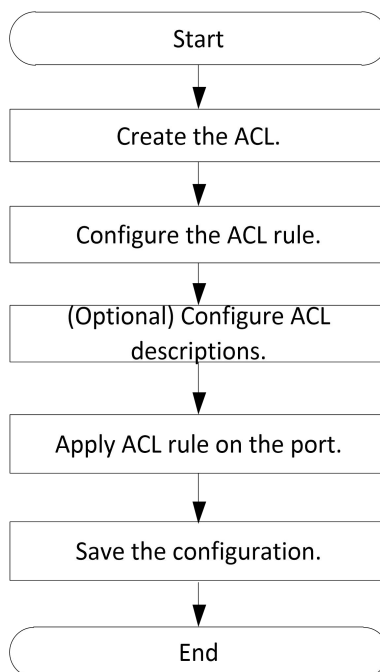 Start
Create the ACL.
Configure the ACL rule.
(Optional) Configure ACL
descriptions.
Apply ACL rule on the port.
Save the configuration.
End